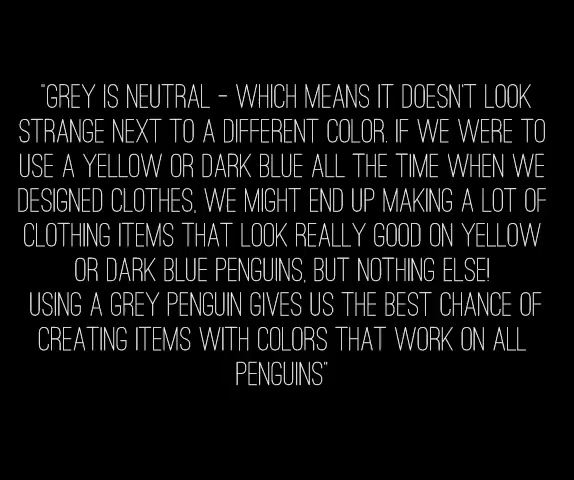 "GREY IS NEUTRAL - WHICH MEANS IT DOESN'T LOOK
STRANGE NEXT TO A DIFFERENT COLOR. IF WE WERE TO
USE A YELLOW OR DARK BLUE ALL THE TIME WHEN WE
DESIGNED CLOTHES, WE MIGHT END UP MAKING A LOT OF
CLOTHING ITEMS THAT LOOK REALLY GOOD ON YELLOW
OR DARK BLUE PENGUINS, BUT NOTHING ELSE!
USING A GREY PENGUIN GIVES US THE BEST CHANCE OF
CREATING ITEMS WITH COLORS THAT WORK ON ALL
PENGUINS"